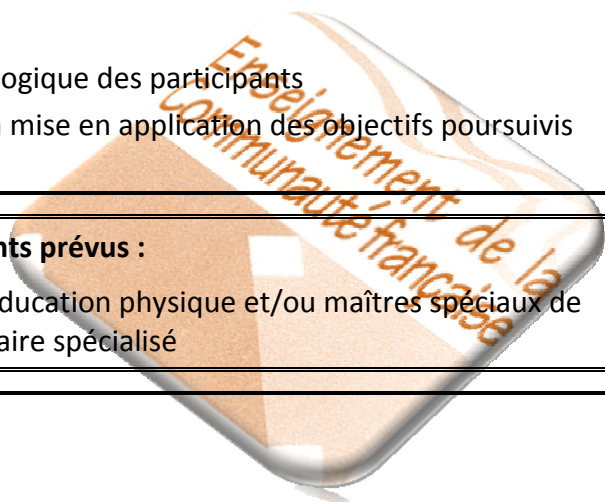 logique des participants
mise en application des objectifs poursuivis
Enseignement de la
Communauté française
nts prévus :
ducation physique et/ou maîtres spéciaux de
aire spécialisé